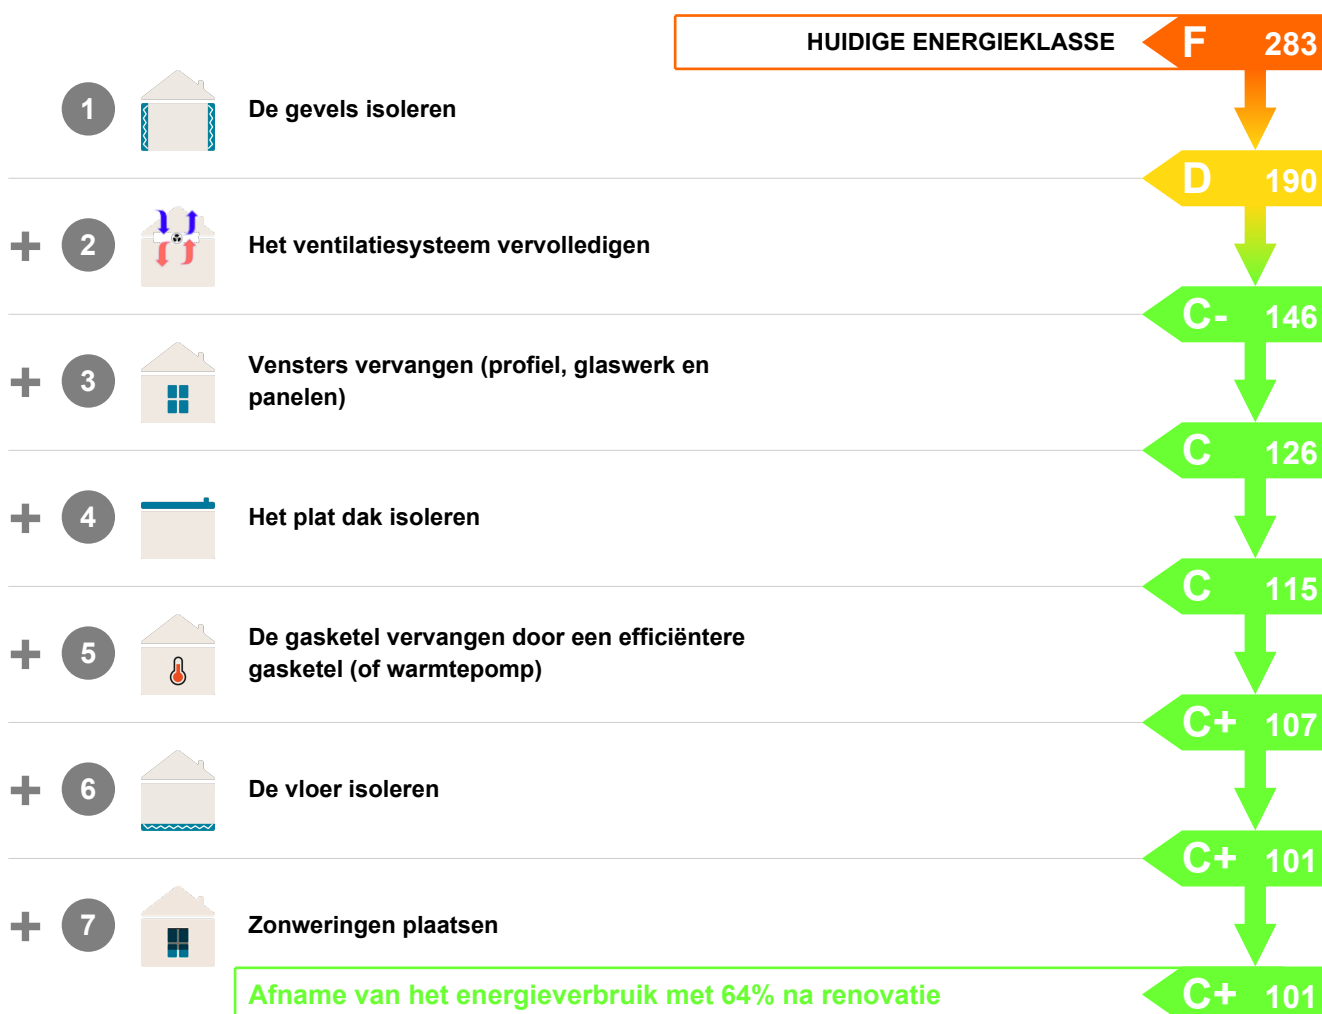 HUIDIGE ENERGIEKLASSE F 283
1 De gevels isoleren
D 190
+ 2 Het ventilatiesysteem vervolledigen
C- 146
+ 3 Vensters vervangen (profiel, glaswerk en
panelen)
C 126
+ 4 Het plat dak isoleren
C 115
+ 5 De gasketel vervangen door een efficiëntere
gasketel (of warmtepomp)
C+ 107
+ 6 De vloer isoleren
C+ 101
+ 7 Zonweringen plaatsen
Afname van het energieverbruik met 64% na renovatie C+ 101